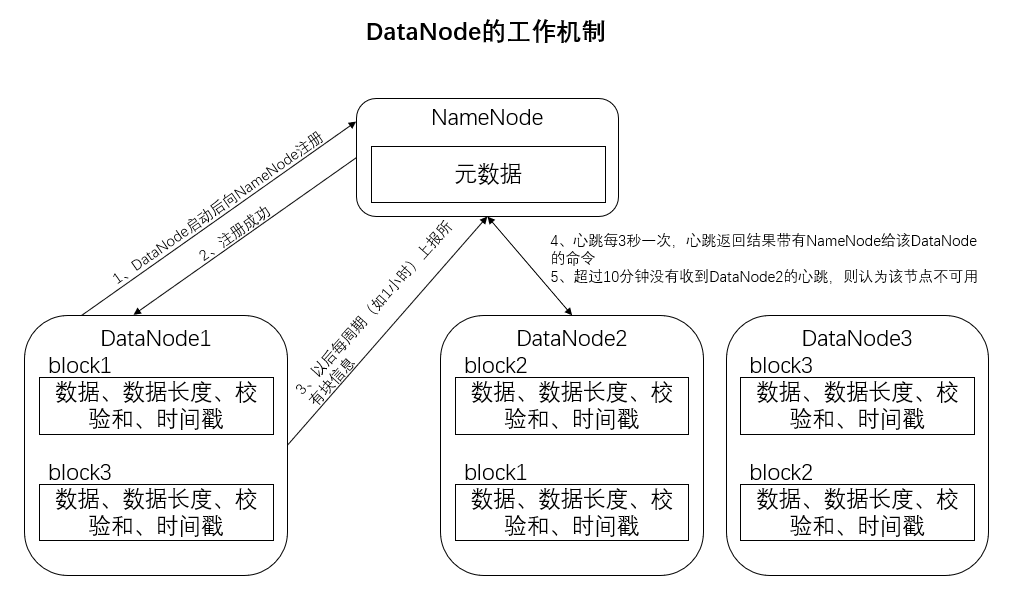 DataNode的工作机制
NameNode
元数据
1、DataNode启动后向NameNode注册
2、注册成功
3、以后每周期（如1小时）上报所
有块信息
4、心跳每3秒一次，心跳返回结果带有NameNode给该DataNode
的命令
5、超过10分钟没有收到DataNode2的心跳，则认为该节点不可用
DataNode1
block1
数据、数据长度、校
验和、时间戳
block3
数据、数据长度、校
验和、时间戳
DataNode2
block2
数据、数据长度、校
验和、时间戳
block1
数据、数据长度、校
验和、时间戳
DataNode3
block3
数据、数据长度、校
验和、时间戳
block2
数据、数据长度、校
验和、时间戳